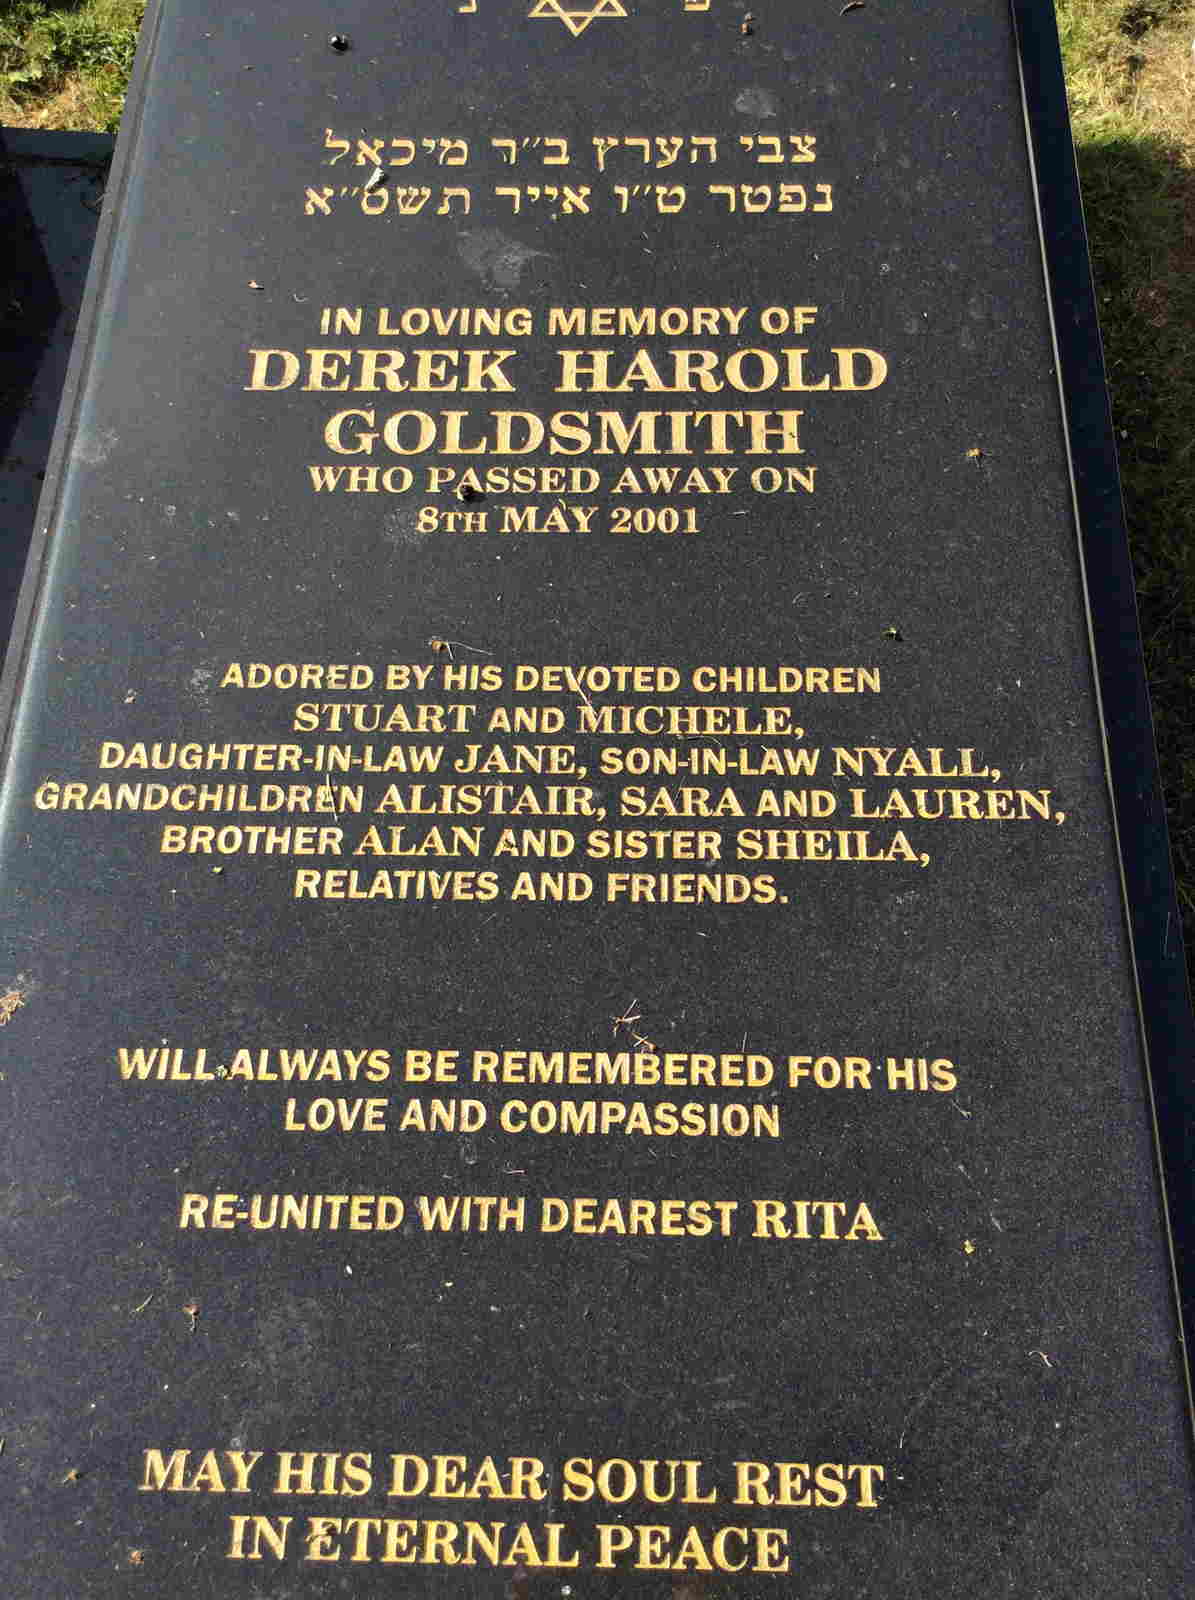 פ נ
צבי הערץ ב״ר מיכאל
נפטר ט״ו אייר תשס״א
IN LOVING MEMORY OF
DEREK HAROLD
GOLDSMITH
WHO PASSED AWAY ON
8TH MAY 2001
ADORED BY HIS DEVOTED CHILDREN
STUART AND MICHELE,
DAUGHTER-IN-LAW JANE, SON-IN-LAW NYALL,
GRANDCHILDREN ALISTAIR, SARA AND LAUREN,
BROTHER ALAN AND SISTER SHEILA,
RELATIVES AND FRIENDS.
WILL ALWAYS BE REMEMBERED FOR HIS
LOVE AND COMPASSION
RE-UNITED WITH DEAREST RITA
MAY HIS DEAR SOUL REST
IN ETERNAL PEACE